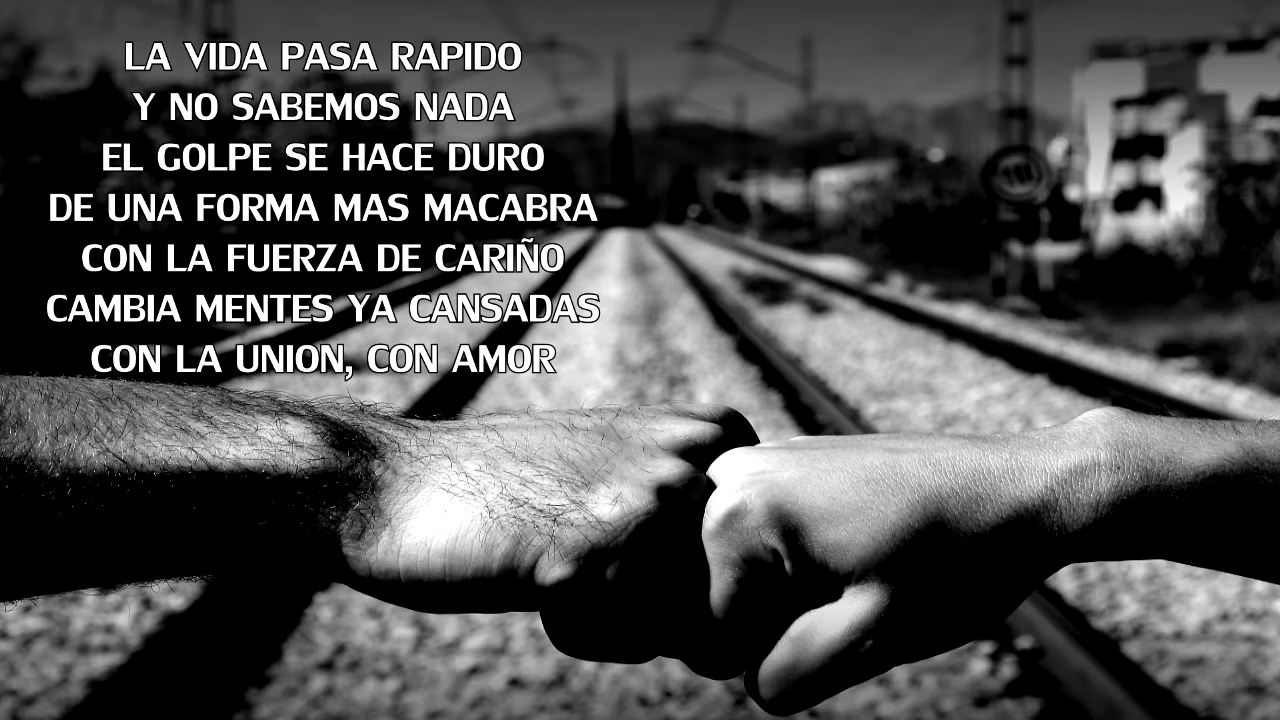 LA VIDA PASA RAPIDO
Y NO SABEMOS NADA
EL GOLPE SE HACE DURO
DE UNA FORMA MAS MACABRA
CON LA FUERZA DE CARIÑO
CAMBIA MENTES YA CANSADAS
CON LA UNION, CON AMOR